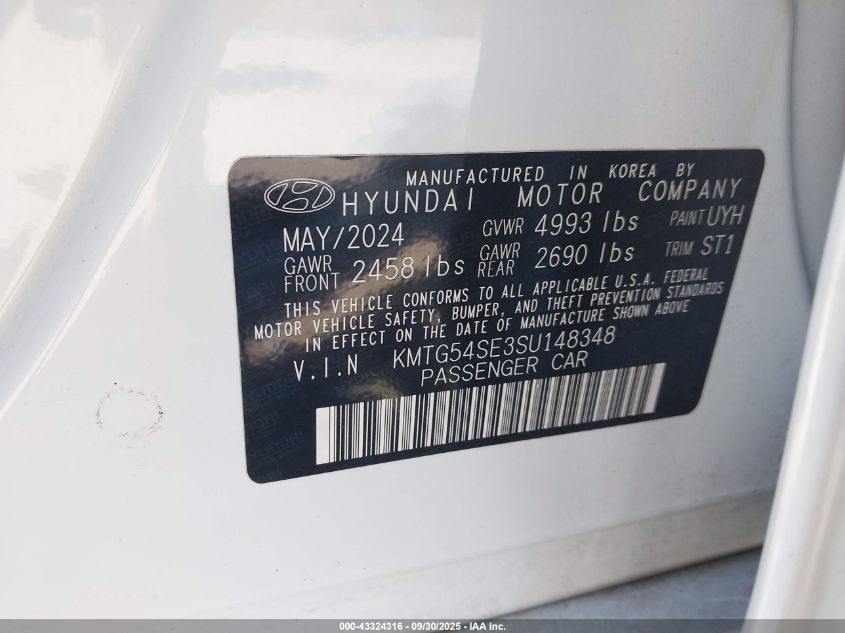 MANUFACTURED IN KOREA BY
HYUNDAI MOTOR COMPANY
MAY/2024 GVWR 4993 lbs PAINT UYH
GAWR FRONT 2458 lbs GAWR REAR 2690 lbs TRIM ST1
THIS VEHICLE CONFORMS TO ALL APPLICABLE U.S.A. FEDERAL
MOTOR VEHICLE SAFETY, BUMPER, AND THEFT PREVENTION STANDARDS
IN EFFECT ON THE DATE OF MANUFACTURE SHOWN ABOVE
V.I.N KMTG54SE3SU148348
PASSENGER CAR
000-43324316 - 09/30/2025 - IAA Inc.